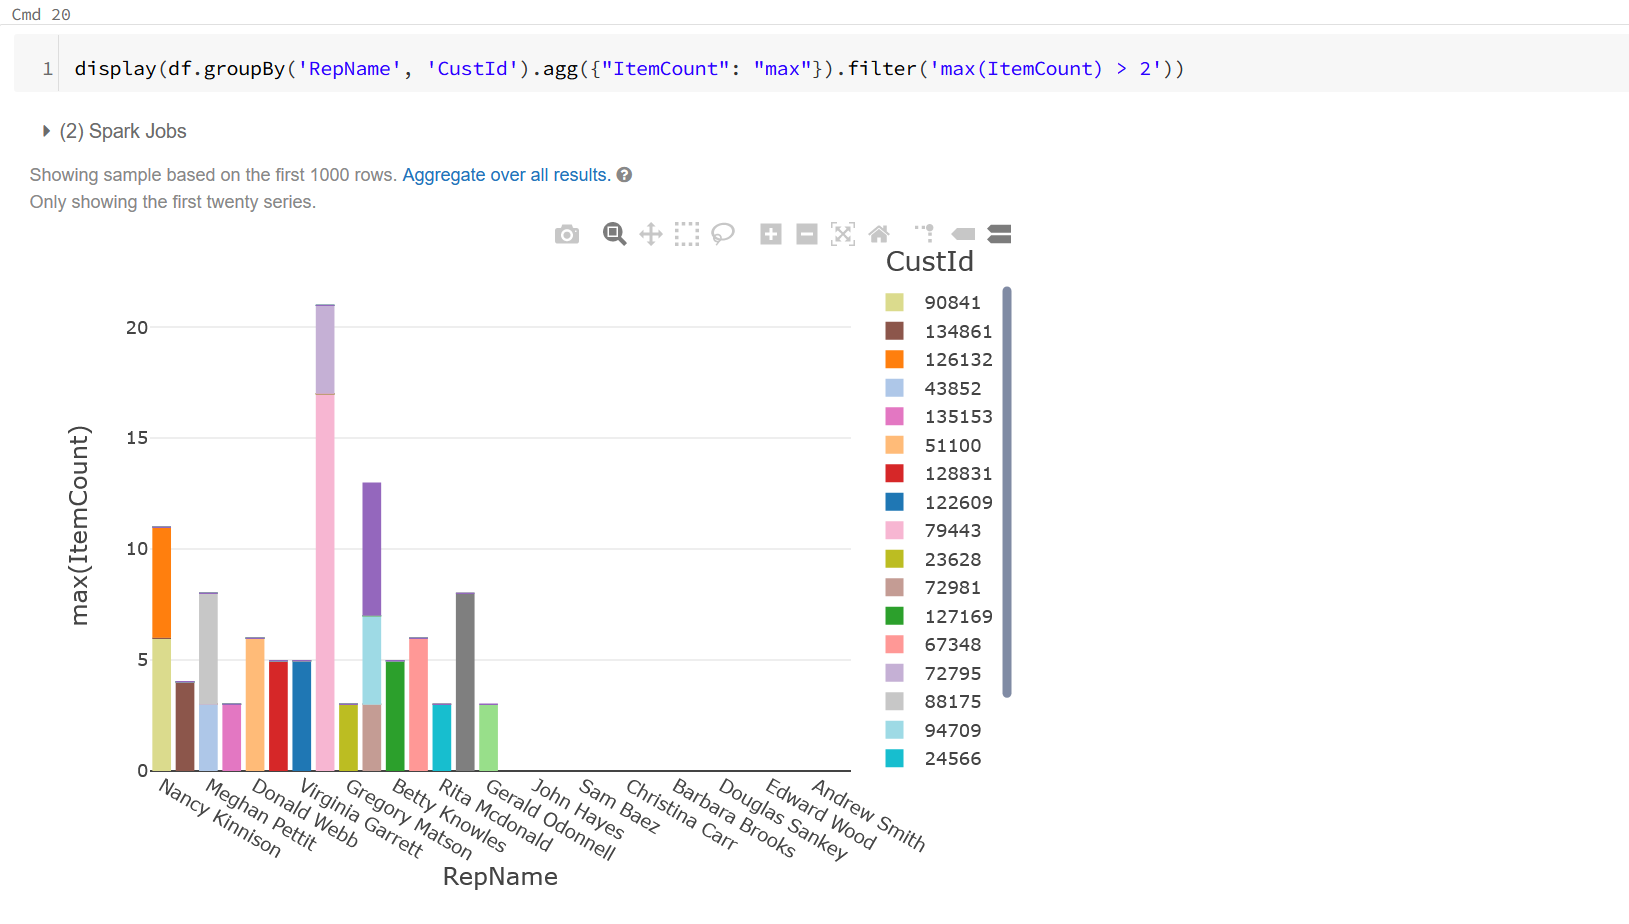 Cmd 20
1 display(df.groupBy('RepName', 'CustId').agg({"ItemCount": "max"}).filter('max(ItemCount) > 2'))
(2) Spark Jobs
Showing sample based on the first 1000 rows. Aggregate over all results. ?
Only showing the first twenty series.
CustId
90841
134861
126132
43852
135153
51100
128831
122609
79443
23628
72981
127169
67348
72795
88175
94709
24566
max(ItemCount)
20
15
10
5
0
Nancy Kinnison
Meghan Pettit
Donald Webb
Virginia Garrett
Gregory Matson
Betty Knowles
Rita Mcdonald
Gerald Odonnell
John Hayes
Sam Baez
Christina Carr
Barbara Brooks
Douglas Sankey
Edward Wood
Andrew Smith
RepName